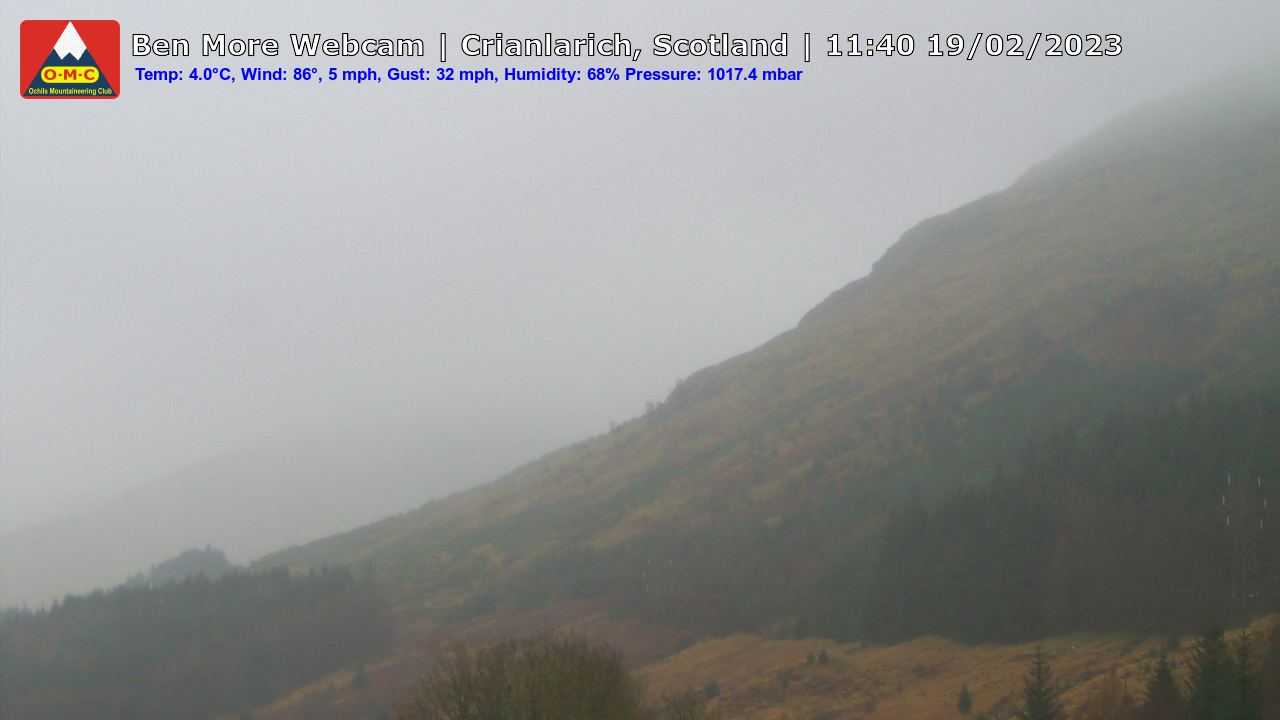 Ben More Webcam | Crianlarich, Scotland | 11:40 19/02/2023
Temp: 4.0°C, Wind: 86°, 5 mph, Gust: 32 mph, Humidity: 68% Pressure: 1017.4 mbar
O·M·C
Ochils Mountaineering Club